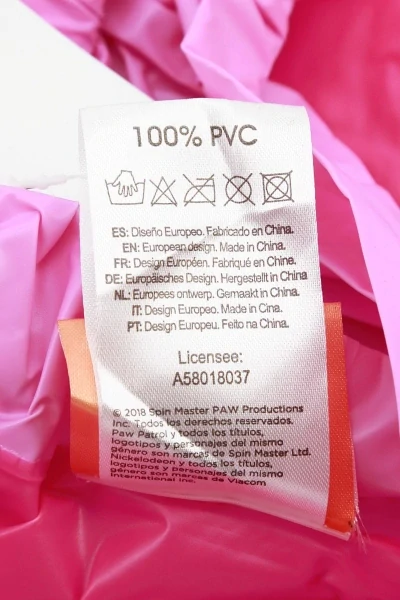 100% PVC
ES: Diseño Europeo. Fabricado en China.
EN: European design. Made in China.
FR: Design Européen. Fabriqué en Chine.
DE: Europäisches Design. Hergestellt in China
NL: Europees ontwerp. Gemaakt in China.
IT: Design Europeo. Made in China.
PT: Design Europeu. Feito na China.
Licensee:
A58018037
© 2018 Spin Master PAW Productions
Inc. Todos los derechos reservados.
Paw Patrol y todos los títulos,
logotipos y personajes del mismo
género son marcas de Spin Master Ltd.
Nickelodeon y todos los títulos,
logotipos y personajes del mismo
género son marcas de Viacom
International Inc.